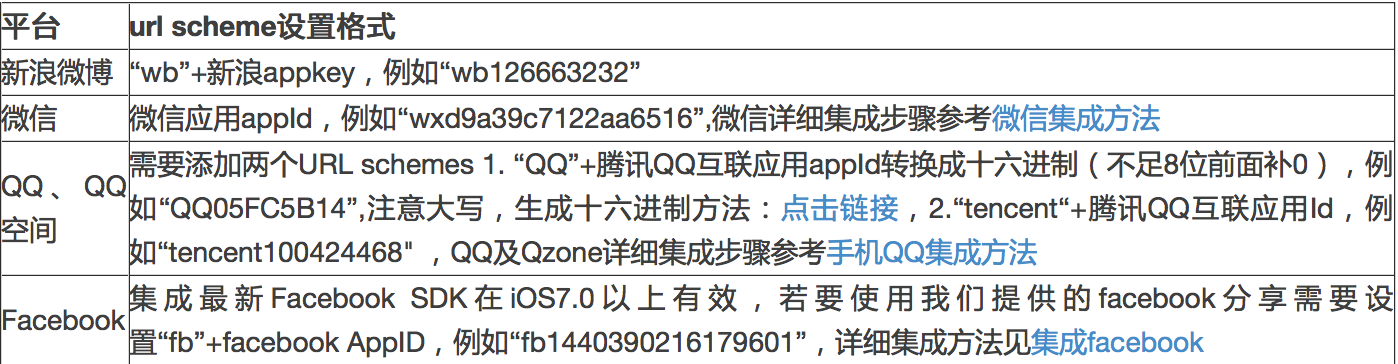 平台 url scheme设置格式
新浪微博 “wb”+新浪appkey，例如“wb126663232”
微信 微信应用appId，例如“wxd9a39c7122aa6516”,微信详细集成步骤参考微信集成方法
QQ、QQ空间
需要添加两个URL schemes 1. “QQ”+腾讯QQ互联应用appId转换成十六进制（不足8位前面补0），例
如“QQ05FC5B14”,注意大写，生成十六进制方法：点击链接，2.“tencent“+腾讯QQ互联应用Id，例
如“tencent100424468" ，QQ及Qzone详细集成步骤参考手机QQ集成方法
Facebook
集成最新Facebook SDK在iOS7.0以上有效，若要使用我们提供的facebook分享需要设
置“fb”+facebook AppID，例如“fb1440390216179601”，详细集成方法见集成facebook